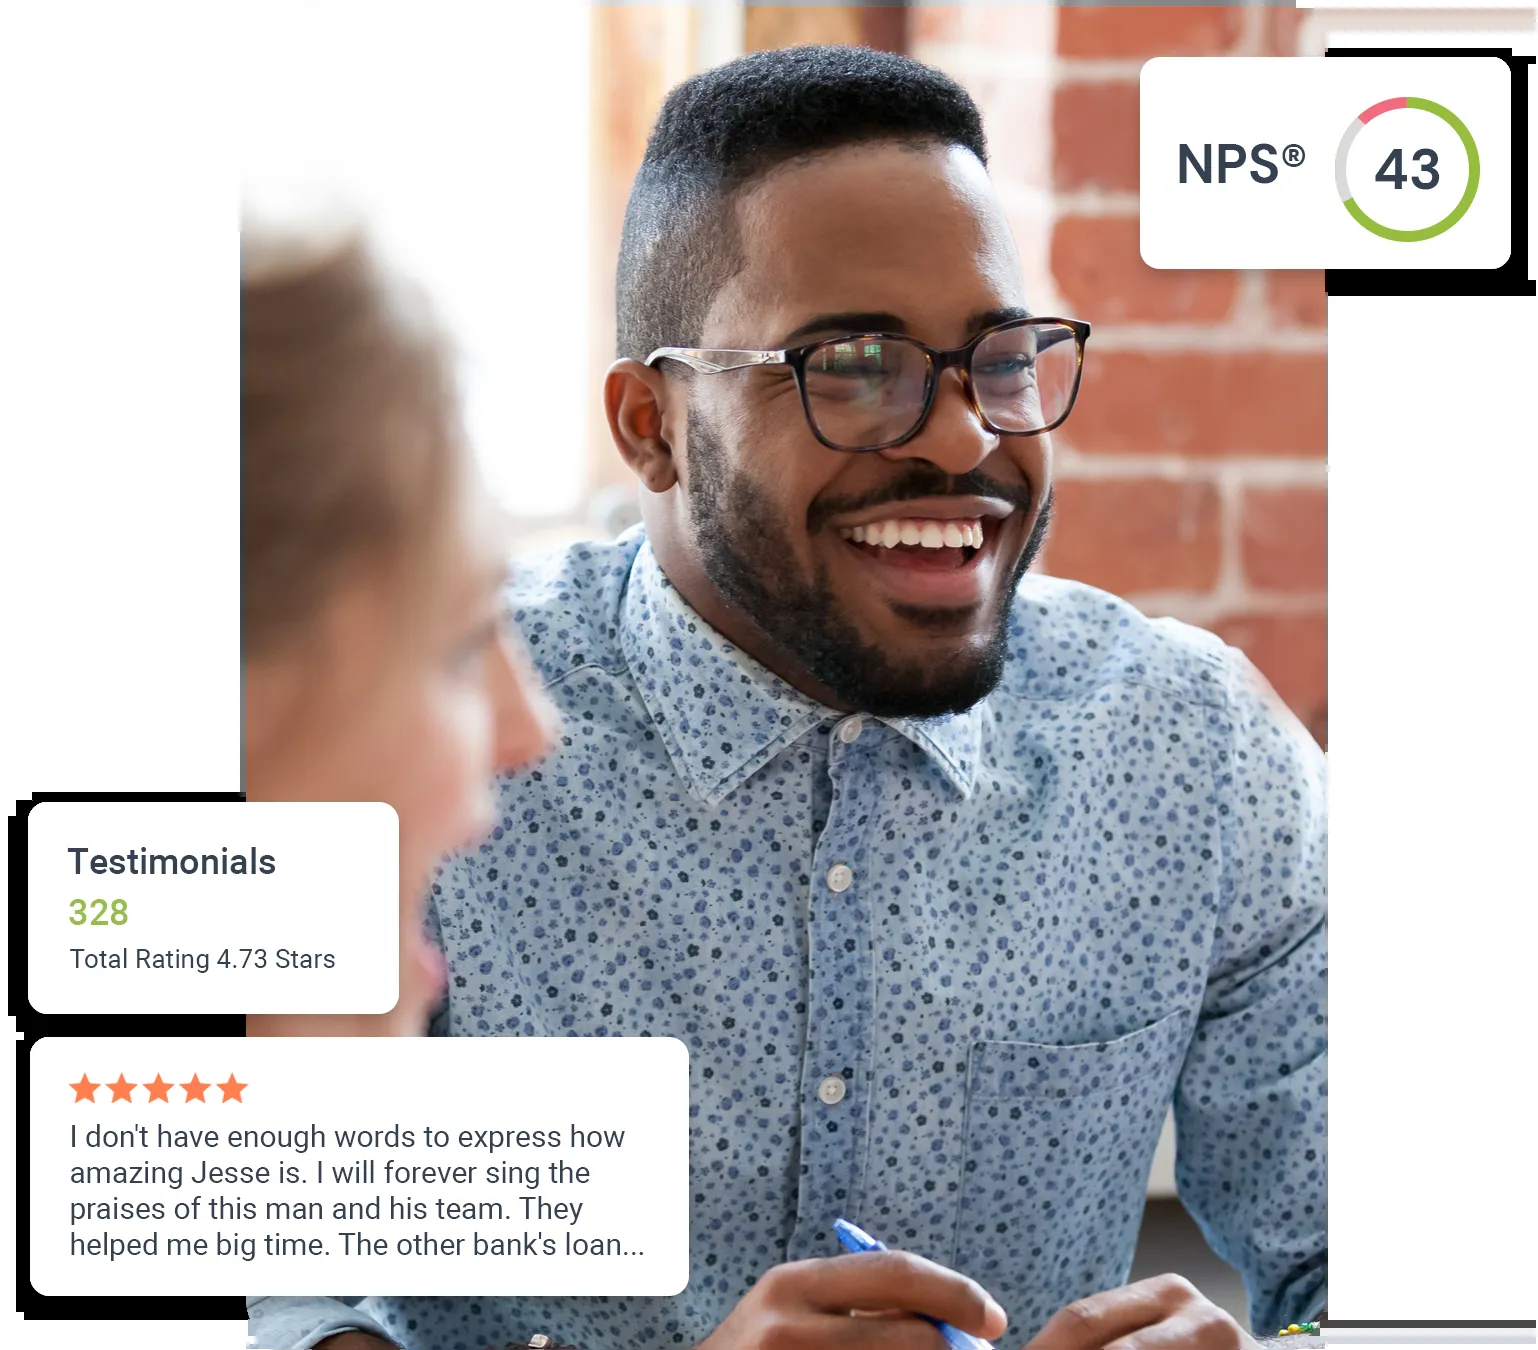 NPS® 43
Testimonials
328
Total Rating 4.73 Stars
I don't have enough words to express how
amazing Jesse is. I will forever sing the
praises of this man and his team. They
helped me big time. The other bank's loan...